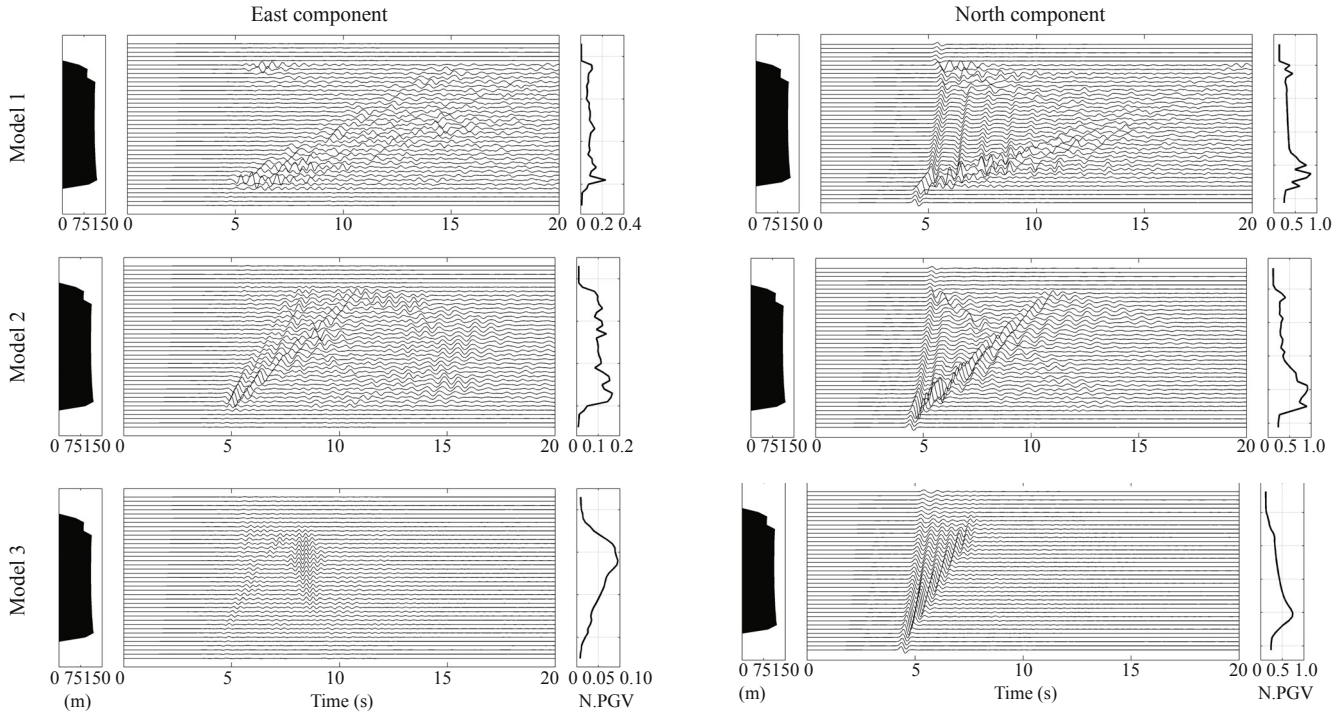 East component
North component
Model 1
0 75150
0 5 10 15 20
0 0.2 0.4
0 75150
0 5 10 15 20
0 0.5 1.0
Model 2
0 75150
0 5 10 15 20
0 0.1 0.2
0 75150
0 5 10 15 20
0 0.5 1.0
Model 3
0 75150
0 5 10 15 20
0 0.05 0.10
0 75150
0 5 10 15 20
0 0.5 1.0
(m) Time (s) N.PGV
(m) Time (s) N.PGV